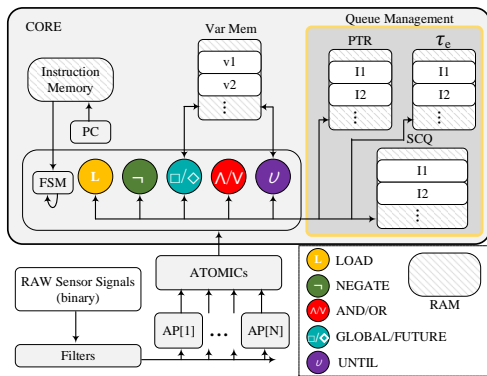 CORE
Var Mem
v1
v2
⋮
Queue Management
PTR
I1
I2
⋮
τe
I1
I2
⋮
SCQ
I1
I2
⋮
Instruction
Memory
PC
FSM
L
¬
□/◇
∧/∨
U
ATOMICs
RAW Sensor Signals
(binary)
AP[1]
...
AP[N]
Filters
L LOAD
¬ NEGATE
∧/∨ AND/OR
□/◇ GLOBAL/FUTURE
U UNTIL
RAM